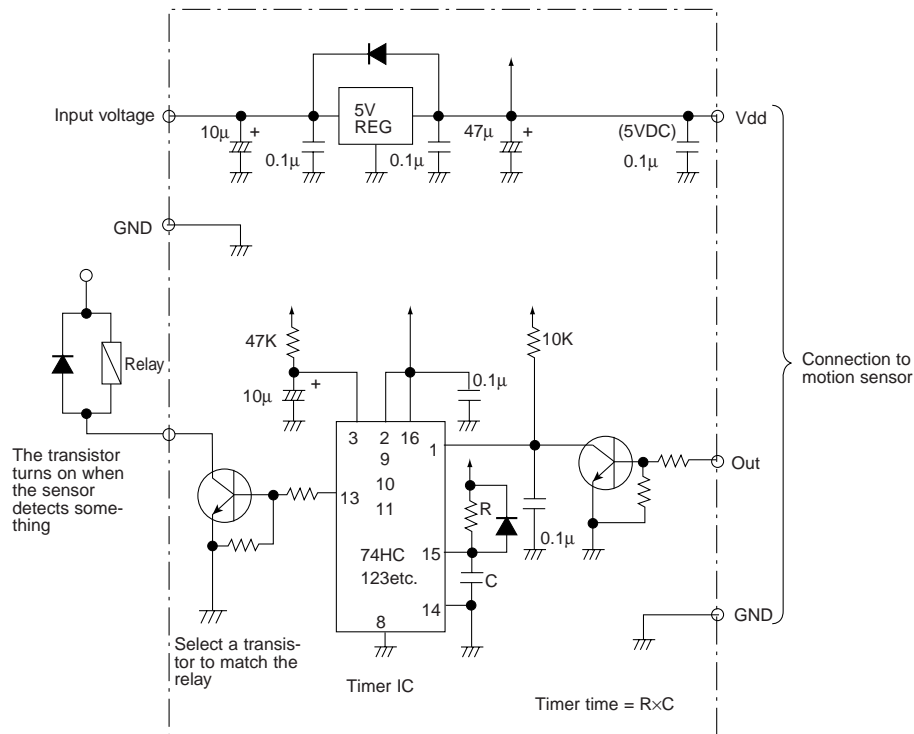 Input voltage
10μ
+
0.1μ
5V
REG
0.1μ
47μ
+
(5VDC)
0.1μ
Vdd
GND
Relay
The transistor
turns on when
the sensor
detects some-
thing
47K
10μ
+
0.1μ
10K
3
2
16
9
10
11
1
13
15
14
8
74HC
123etc.
R
C
0.1μ
Out
GND
Connection to
motion sensor
Select a transis-
tor to match the
relay
Timer IC
Timer time = R×C